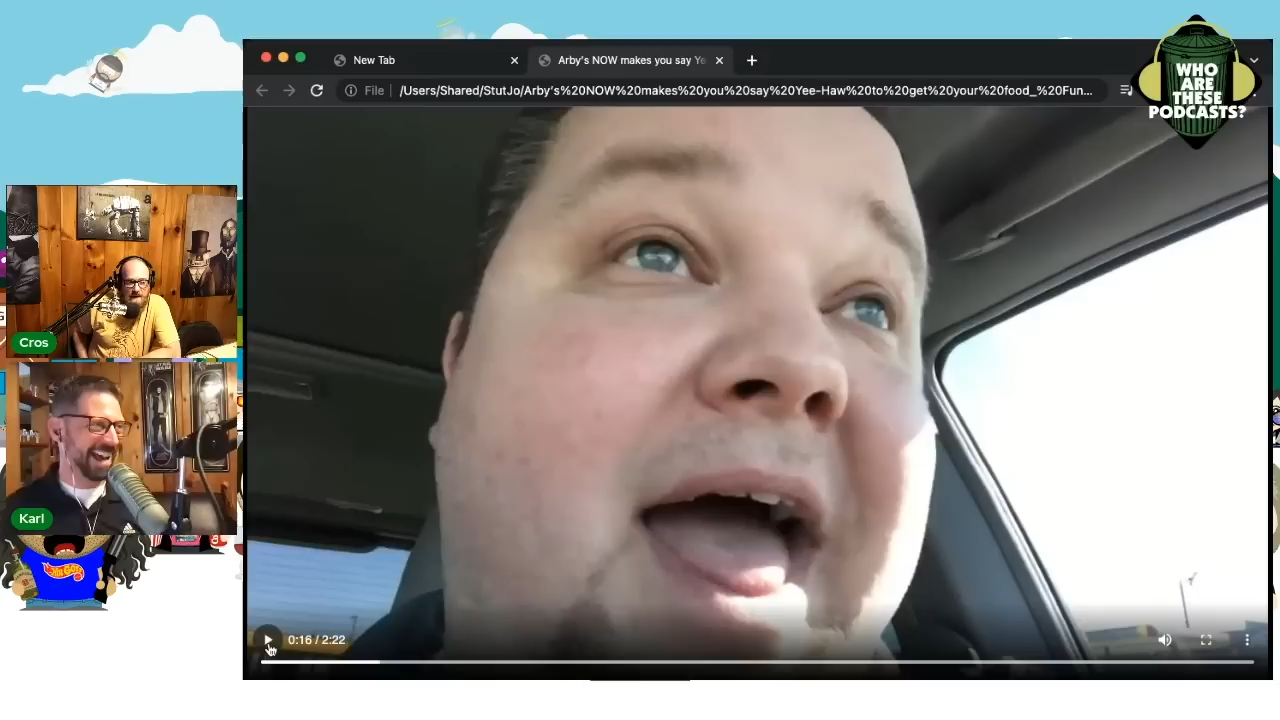 New Tab
Arby's NOW makes you say Ye
File
/Users/Shared/StutJo/Arby's%20NOW%20makes%20you%20say%20Yee-Haw%20to%20get%20your%20food_%20Fun...
WHO
ARE
THESE
PODCASTS?
Cros
Karl
0:16 / 2:22